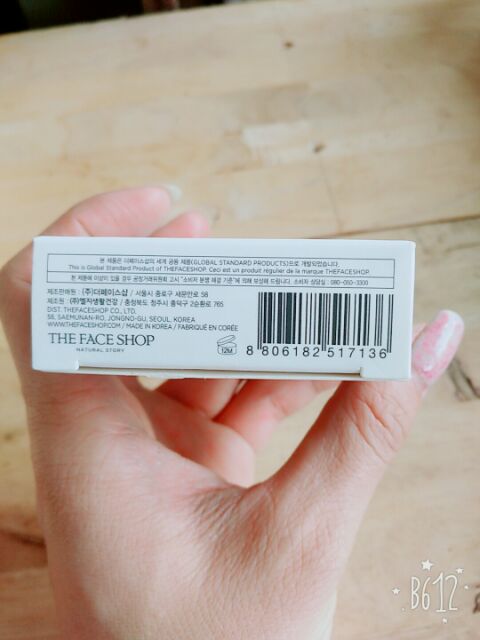 본 제품은 더페이스샵의 세계 공동 제품(GLOBAL STANDARD PRODUCTS)으로 개발되었습니다.
This is Global Standard Product of THEFACESHOP. Ceci est un produit régulier de la marque THEFACESHOP.
본 제품에 이상이 있을 경우 공정거래위원회 고시 "소비자 분쟁 해결 기준"에 의해 보상해 드립니다. 소비자 상담실 : 080-050-3300
제조판매원 : (주)더페이스샵 / 서울시 종로구 새문안로 58
제조원 : (주)엘지생활건강 / 충청북도 청주시 흥덕구 2순환로 765
DIST. THEFACESHOP CO., LTD.
58, SAEMUNAN-RO, JONGNO-GU, SEOUL, KOREA
WWW.THEFACESHOP.COM / MADE IN KOREA / FABRIQUÉ EN CORÉE
THE FACE SHOP
NATURAL STORY
12M
8 806182 517136
B612